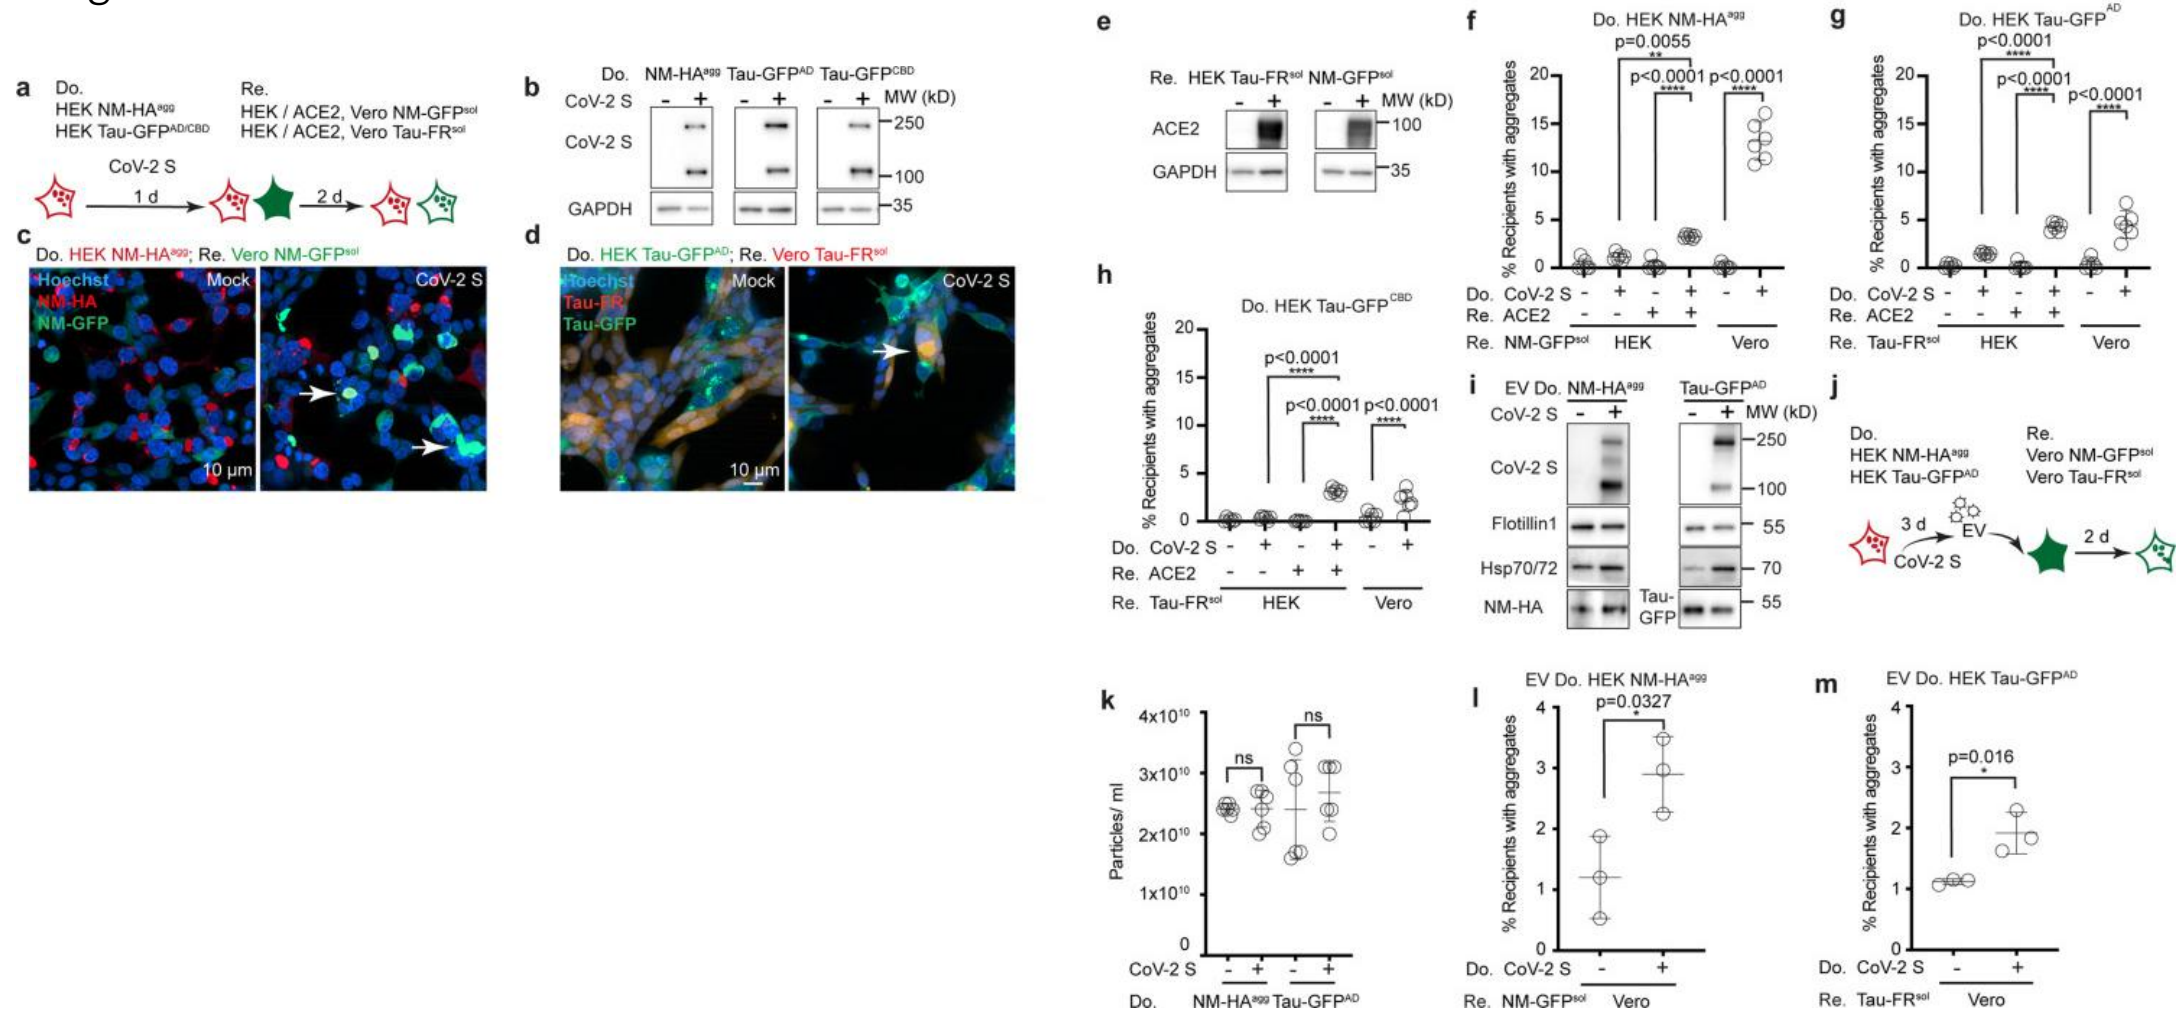 a
Do.
HEK NM-HAᵃᵍᵍ
HEK Tau-GFPᴬᴰ/ᶜᴮᴰ
Re.
HEK / ACE2, Vero NM-GFPˢᵒˡ
HEK / ACE2, Vero Tau-FRˢᵒˡ
CoV-2 S
1 d
2 d
b
Do. NM-HAᵃᵍᵍ Tau-GFPᴬᴰ Tau-GFPᶜᴮᴰ
CoV-2 S - + - + - + MW (kD)
250
CoV-2 S
100
35
GAPDH
c
Do. HEK NM-HAᵃᵍᵍ; Re. Vero NM-GFPˢᵒˡ
Hoechst Mock CoV-2 S
NM-HA
NM-GFP
10 µm
d
Do. HEK Tau-GFPᴬᴰ; Re. Vero Tau-FRˢᵒˡ
Hoechst Mock CoV-2 S
Tau-FR
Tau-GFP
10 µm
e
Re. HEK Tau-FRˢᵒˡ NM-GFPˢᵒˡ
- + - + MW (kD)
ACE2 100
GAPDH 35
f
Do. HEK NM-HAᵃᵍᵍ
p=0.0055
**
p<0.0001 p<0.0001
**** ****
% Recipients with aggregates
20
15
10
5
0
Do. CoV-2 S - + - + - +
Re. ACE2 - - + +
Re. NM-GFPˢᵒˡ HEK Vero
g
Do. HEK Tau-GFPᴬᴰ
p<0.0001
****
p<0.0001
****
p<0.0001
****
% Recipients with aggregates
20
15
10
5
0
Do. CoV-2 S - + - + - +
Re. ACE2 - - + +
Re. Tau-FRˢᵒˡ HEK Vero
h
Do. HEK Tau-GFPᶜᴮᴰ
p<0.0001
****
p<0.0001 p<0.0001
**** ****
% Recipients with aggregates
20
15
10
5
0
Do. CoV-2 S - + - + - +
Re. ACE2 - - + +
Re. Tau-FRˢᵒˡ HEK Vero
i
EV Do. NM-HAᵃᵍᵍ Tau-GFPᴬᴰ
CoV-2 S - + - + MW (kD)
250
CoV-2 S
100
Flotillin1 55
Hsp70/72 70
NM-HA Tau-GFP 55
j
Do.
HEK NM-HAᵃᵍᵍ
HEK Tau-GFPᴬᴰ
Re.
Vero NM-GFPˢᵒˡ
Vero Tau-FRˢᵒˡ
3 d
EV
2 d
CoV-2 S
k
ns
ns
Particles/ ml
4x10¹⁰
3x10¹⁰
2x10¹⁰
1x10¹⁰
0
CoV-2 S - + - +
Do. NM-HAᵃᵍᵍ Tau-GFPᴬᴰ
l
EV Do. HEK NM-HAᵃᵍᵍ
p=0.0327
*
% Recipients with aggregates
4
3
2
1
0
Do. CoV-2 S - +
Re. NM-GFPˢᵒˡ Vero
m
EV Do. HEK Tau-GFPᴬᴰ
p=0.016
*
% Recipients with aggregates
4
3
2
1
0
Do. CoV-2 S - +
Re. Tau-FRˢᵒˡ Vero